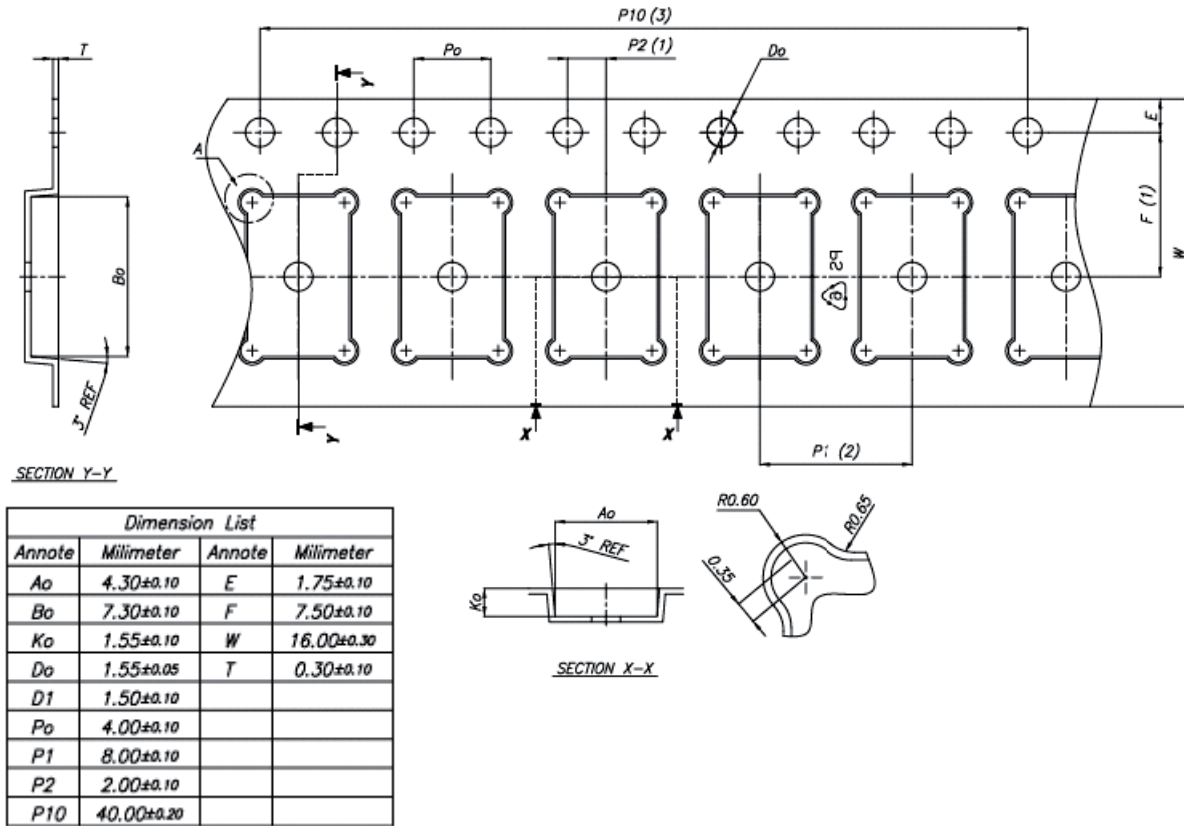 P10 (3)
T
Po
P2 (1)
Do
Y
E
A
F (1)
W
Bo
PS
6
3° REF
Y
X
X
P1 (2)
SECTION Y-Y
Dimension List
Annote Milimeter Annote Milimeter
Ao 4.30±0.10 E 1.75±0.10
Bo 7.30±0.10 F 7.50±0.10
Ko 1.55±0.10 W 16.00±0.30
Do 1.55±0.05 T 0.30±0.10
D1 1.50±0.10
Po 4.00±0.10
P1 8.00±0.10
P2 2.00±0.10
P10 40.00±0.20
Ao
3° REF
Ko
SECTION X-X
R0.60
R0.65
0.35